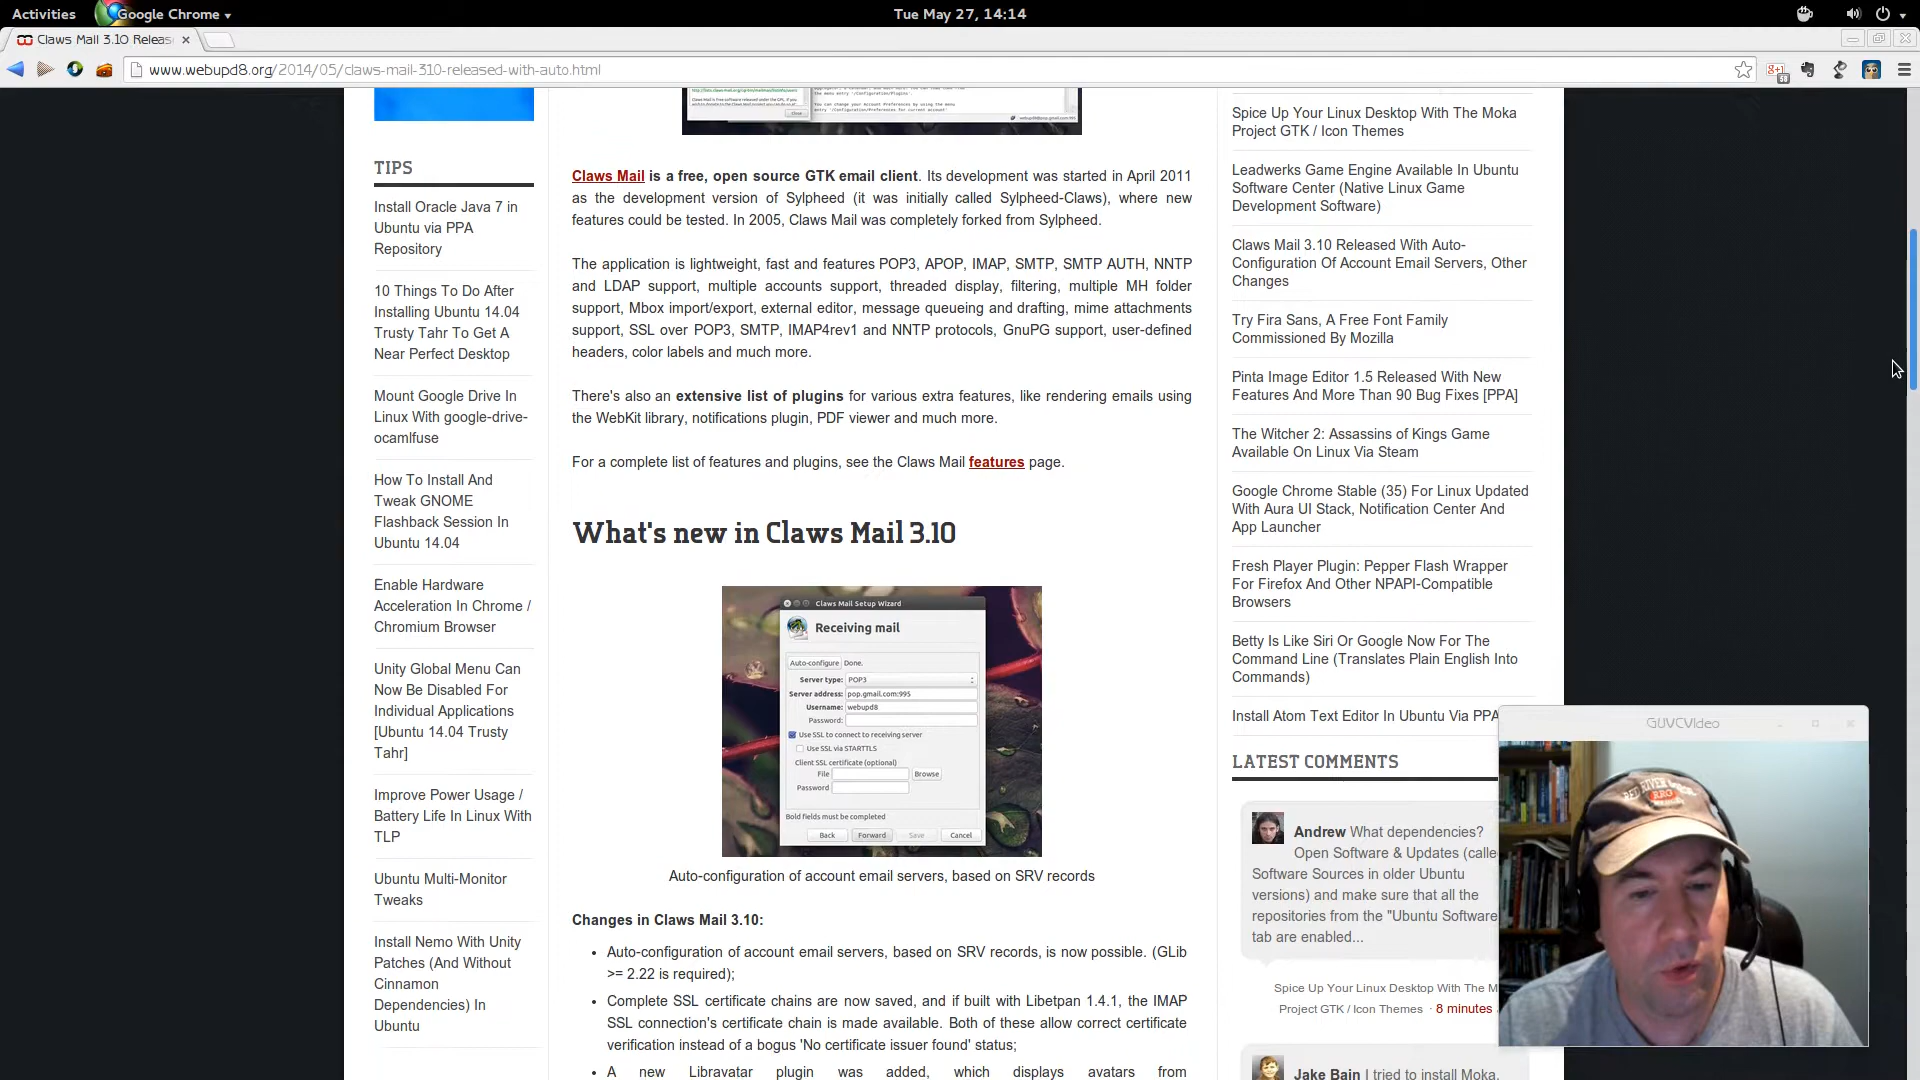 Activities
Google Chrome
Tue May 27, 14:14
Claws Mail 3.10 Releas
www.webupd8.org/2014/05/claws-mail-310-released-with-auto.html
TIPS
Install Oracle Java 7 in
Ubuntu via PPA
Repository
10 Things To Do After
Installing Ubuntu 14.04
Trusty Tahr To Get A
Near Perfect Desktop
Mount Google Drive In
Linux With google-drive-
ocamlfuse
How To Install And
Tweak GNOME
Flashback Session In
Ubuntu 14.04
Enable Hardware
Acceleration In Chrome /
Chromium Browser
Unity Global Menu Can
Now Be Disabled For
Individual Applications
[Ubuntu 14.04 Trusty
Tahr]
Improve Power Usage /
Battery Life In Linux With
TLP
Ubuntu Multi-Monitor
Tweaks
Install Nemo With Unity
Patches (And Without
Cinnamon
Dependencies) In
Ubuntu
Close
Claws Mail is a free, open source GTK email client. Its development was started in April 2011
as the development version of Sylpheed (it was initially called Sylpheed-Claws), where new
features could be tested. In 2005, Claws Mail was completely forked from Sylpheed.
The application is lightweight, fast and features POP3, APOP, IMAP, SMTP, SMTP AUTH, NNTP
and LDAP support, multiple accounts support, threaded display, filtering, multiple MH folder
support, Mbox import/export, external editor, message queueing and drafting, mime attachments
support, SSL over POP3, SMTP, IMAP4rev1 and NNTP protocols, GnuPG support, user-defined
headers, color labels and much more.
There's also an extensive list of plugins for various extra features, like rendering emails using
the WebKit library, notifications plugin, PDF viewer and much more.
For a complete list of features and plugins, see the Claws Mail features page.
What's new in Claws Mail 3.10
Claws Mail Setup Wizard
Receiving mail
Auto-configure Done.
Server type: POP3
Server address: pop.gmail.com:995
Username: webupd8
Password:
Use SSL to connect to receiving server
Use SSL via STARTTLS
Client SSL certificate (optional)
File Browse
Password
Bold fields must be completed
Back Forward Save Cancel
Auto-configuration of account email servers, based on SRV records
Changes in Claws Mail 3.10:
• Auto-configuration of account email servers, based on SRV records, is now possible. (GLib
>= 2.22 is required);
• Complete SSL certificate chains are now saved, and if built with Libetpan 1.4.1, the IMAP
SSL connection's certificate chain is made available. Both of these allow correct certificate
verification instead of a bogus 'No certificate issuer found' status;
• A new Libravatar plugin was added, which displays avatars from
Spice Up Your Linux Desktop With The Moka
Project GTK / Icon Themes
Leadwerks Game Engine Available In Ubuntu
Software Center (Native Linux Game
Development Software)
Claws Mail 3.10 Released With Auto-
Configuration Of Account Email Servers, Other
Changes
Try Fira Sans, A Free Font Family
Commissioned By Mozilla
Pinta Image Editor 1.5 Released With New
Features And More Than 90 Bug Fixes [PPA]
The Witcher 2: Assassins of Kings Game
Available On Linux Via Steam
Google Chrome Stable (35) For Linux Updated
With Aura UI Stack, Notification Center And
App Launcher
Fresh Player Plugin: Pepper Flash Wrapper
For Firefox And Other NPAPI-Compatible
Browsers
Betty Is Like Siri Or Google Now For The
Command Line (Translates Plain English Into
Commands)
Install Atom Text Editor In Ubuntu Via PPA
LATEST COMMENTS
Andrew What dependencies?
Open Software & Updates (calle
Software Sources in older Ubuntu
versions) and make sure that all the
repositories from the "Ubuntu Software
tab are enabled...
Spice Up Your Linux Desktop With The M
Project GTK / Icon Themes · 8 minutes
Jake Bain I tried to install Moka.
GUVCVideo
RRG